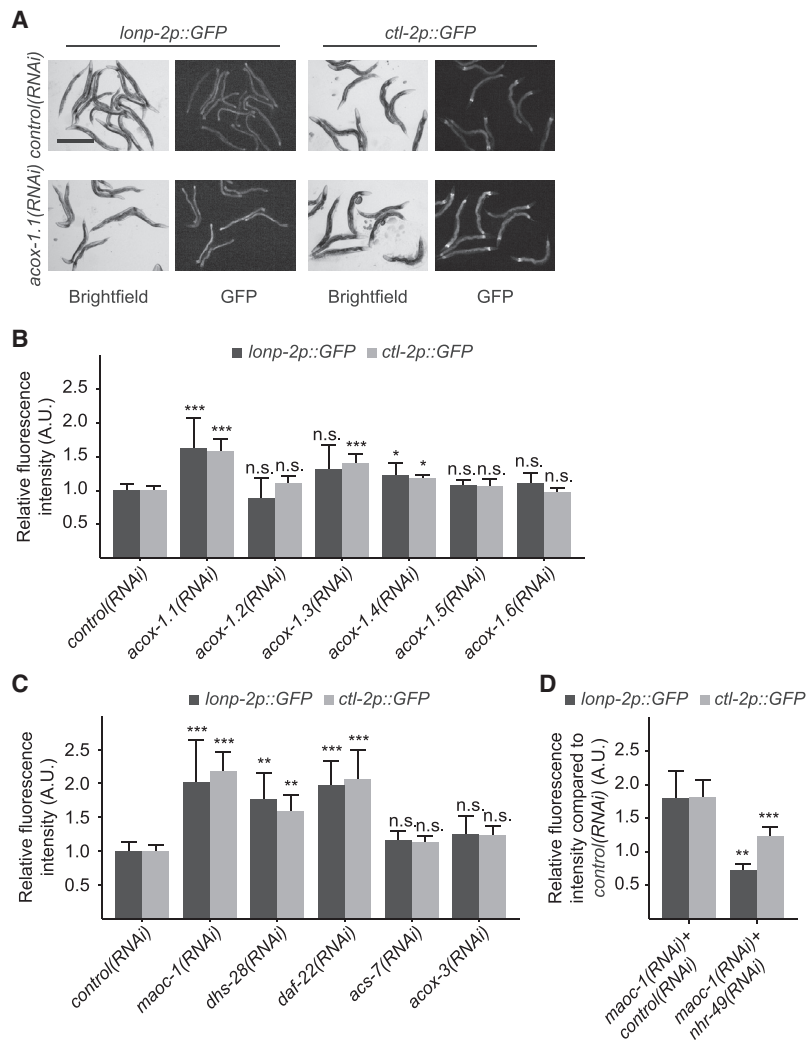 A
lonp-2p::GFP ctl-2p::GFP
control(RNAi)
acox-1.1(RNAi)
Brightfield GFP Brightfield GFP
B
lonp-2p::GFP ctl-2p::GFP
Relative fluorescence
intensity (A.U.)
2.5
2.0
1.5
1.0
0.5
*** ***
n.s. n.s.
n.s. ***
* *
n.s. n.s.
n.s. n.s.
control(RNAi)
acox-1.1(RNAi)
acox-1.2(RNAi)
acox-1.3(RNAi)
acox-1.4(RNAi)
acox-1.5(RNAi)
acox-1.6(RNAi)
C
lonp-2p::GFP ctl-2p::GFP
Relative fluorescence
intensity (A.U.)
2.5
2.0
1.5
1.0
0.5
*** ***
** **
*** ***
n.s. n.s.
n.s. n.s.
control(RNAi)
maoc-1(RNAi)
dhs-28(RNAi)
daf-22(RNAi)
acs-7(RNAi)
acox-3(RNAi)
D
lonp-2p::GFP ctl-2p::GFP
Relative fluorescence
intensity compared to
control(RNAi) (A.U.)
2.5
2.0
1.5
1.0
0.5
** ***
maoc-1(RNAi)+
control(RNAi)
maoc-1(RNAi)+
nhr-49(RNAi)